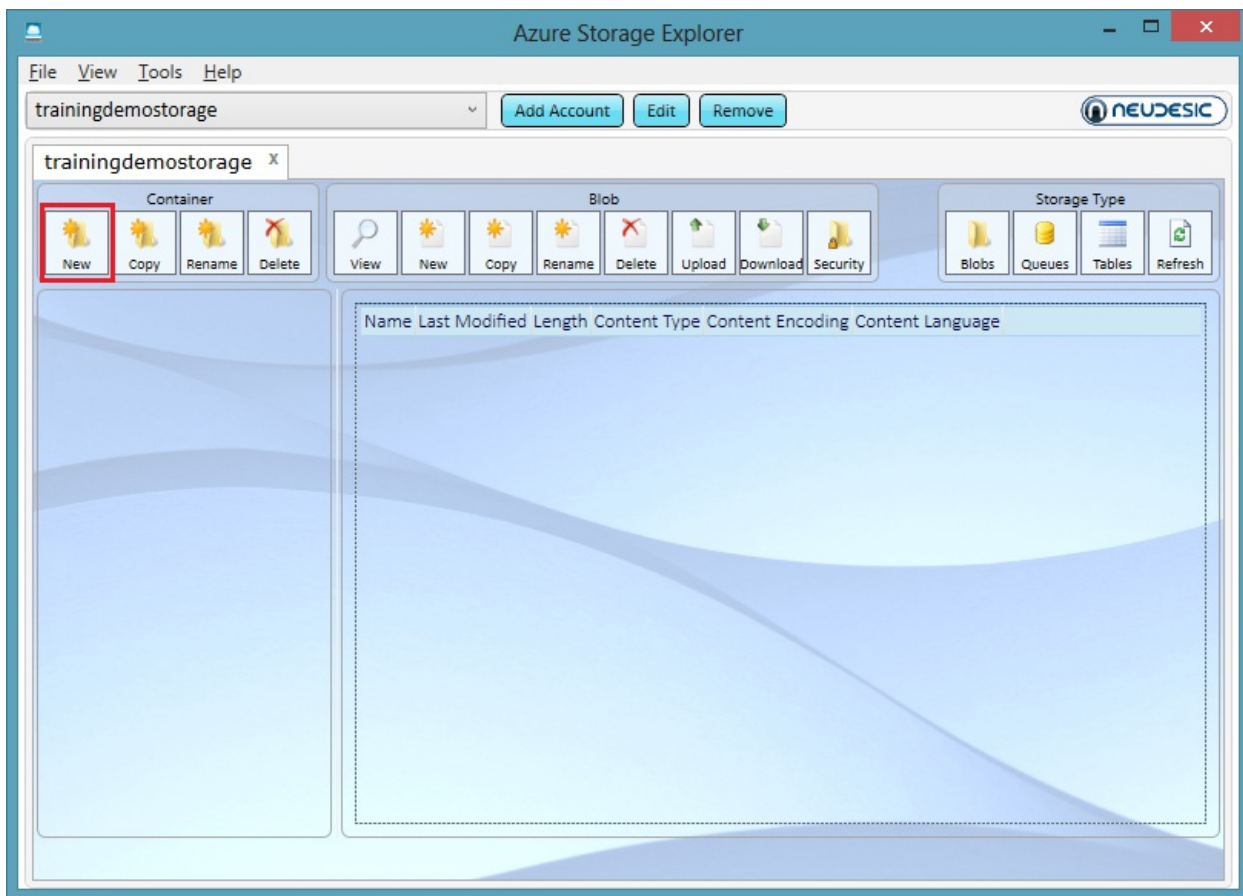 Azure Storage Explorer
File View Tools Help
trainingdemostorage Add Account Edit Remove NEUDESIC
trainingdemostorage x
Container Blob Storage Type
New Copy Rename Delete View New Copy Rename Delete Upload Download Security Blobs Queues Tables Refresh
Name Last Modified Length Content Type Content Encoding Content Language